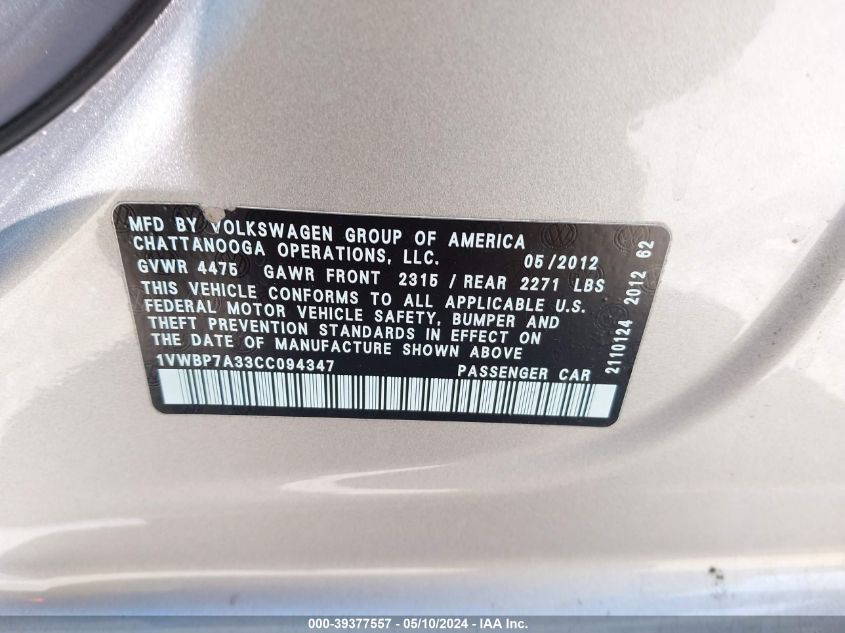 MFD BY VOLKSWAGEN GROUP OF AMERICA
CHATTANOOGA OPERATIONS, LLC. 05/2012
GVWR 4475 GAWR FRONT 2315 / REAR 2271 LBS
THIS VEHICLE CONFORMS TO ALL APPLICABLE U.S.
FEDERAL MOTOR VEHICLE SAFETY, BUMPER AND
THEFT PREVENTION STANDARDS IN EFFECT ON
THE DATE OF MANUFACTURE SHOWN ABOVE.
1VWBP7A33CC094347 PASSENGER CAR
2110124 2012 62
000-39377557 - 05/10/2024 - IAA Inc.